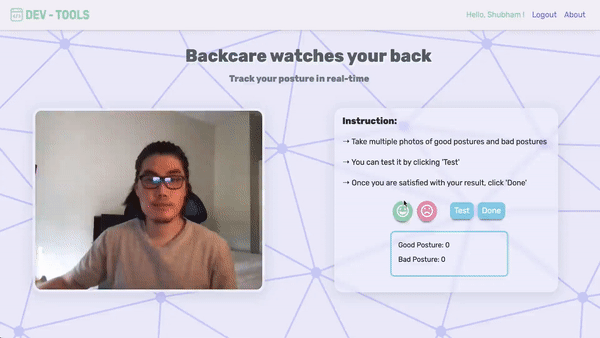 DEV - TOOLS
Hello, Shubham !
Logout
About
Backcare watches your back
Track your posture in real-time
Instruction:
➝ Take multiple photos of good postures and bad postures
➝ You can test it by clicking 'Test'
➝ Once you are satisfied with your result, click 'Done'
Test
Done
Good Posture: 0
Bad Posture: 0